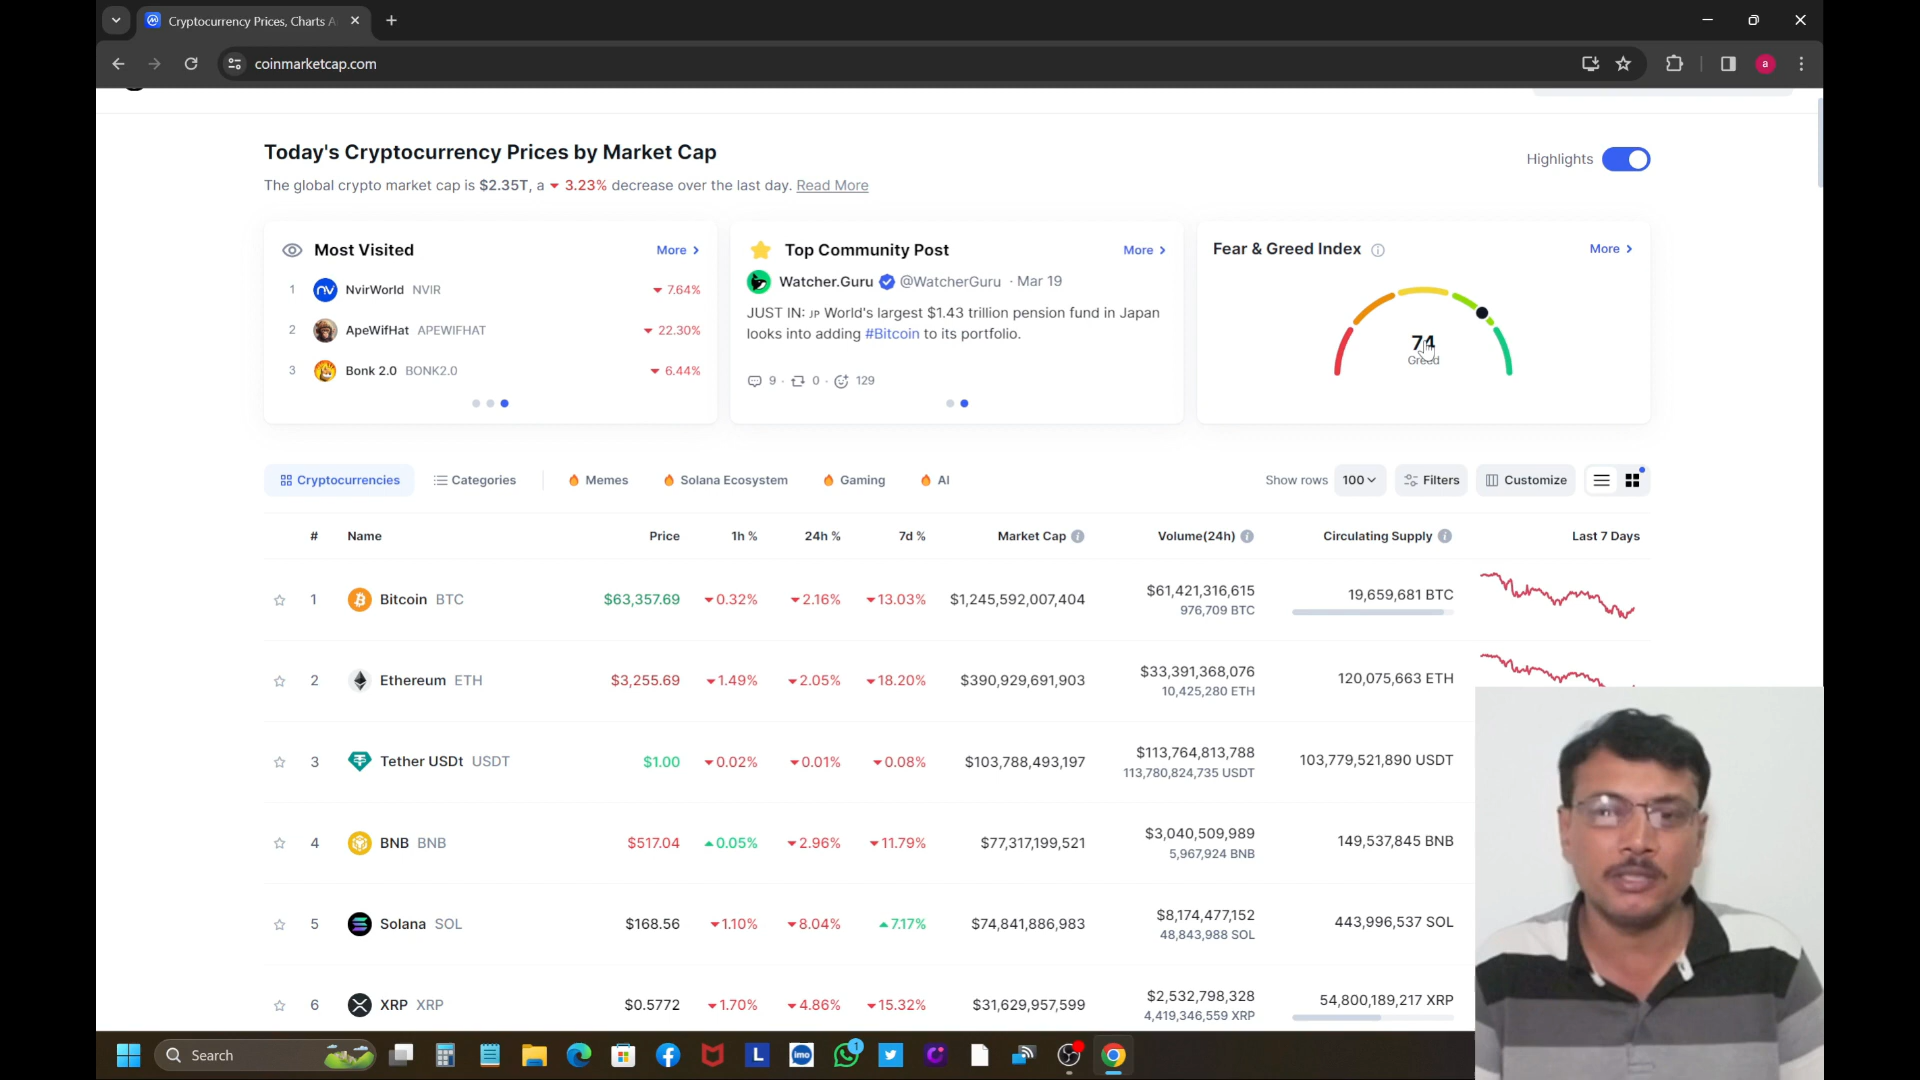 Cryptocurrency Prices, Charts A
coinmarketcap.com
a
Today's Cryptocurrency Prices by Market Cap
Highlights
The global crypto market cap is $2.35T, a 3.23% decrease over the last day. Read More
Most Visited
More
1 NvirWorld NVIR 7.64%
2 ApeWifHat APEWIFHAT 22.30%
3 Bonk 2.0 BONK2.0 6.44%
Top Community Post
More
Watcher.Guru @WatcherGuru · Mar 19
JUST IN: JP World's largest $1.43 trillion pension fund in Japan
looks into adding #Bitcoin to its portfolio.
9 · 0 · 129
Fear & Greed Index
More
74
Greed
Cryptocurrencies Categories Memes Solana Ecosystem Gaming AI Show rows 100 Filters Customize
# Name Price 1h % 24h % 7d % Market Cap Volume(24h) Circulating Supply Last 7 Days
1 Bitcoin BTC $63,357.69 0.32% 2.16% 13.03% $1,245,592,007,404 $61,421,316,615 19,659,681 BTC
976,709 BTC
2 Ethereum ETH $3,255.69 1.49% 2.05% 18.20% $390,929,691,903 $33,391,368,076 120,075,663 ETH
10,425,280 ETH
3 Tether USDt USDT $1.00 0.02% 0.01% 0.08% $103,788,493,197 $113,764,813,788 103,779,521,890 USDT
113,780,824,735 USDT
4 BNB BNB $517.04 0.05% 2.96% 11.79% $77,317,199,521 $3,040,509,989 149,537,845 BNB
5,967,924 BNB
5 Solana SOL $168.56 1.10% 8.04% 7.17% $74,841,886,983 $8,174,477,152 443,996,537 SOL
48,843,988 SOL
6 XRP XRP $0.5772 1.70% 4.86% 15.32% $31,629,957,599 $2,532,798,328 54,800,189,217 XRP
4,419,346,559 XRP
Search
L
imo
1